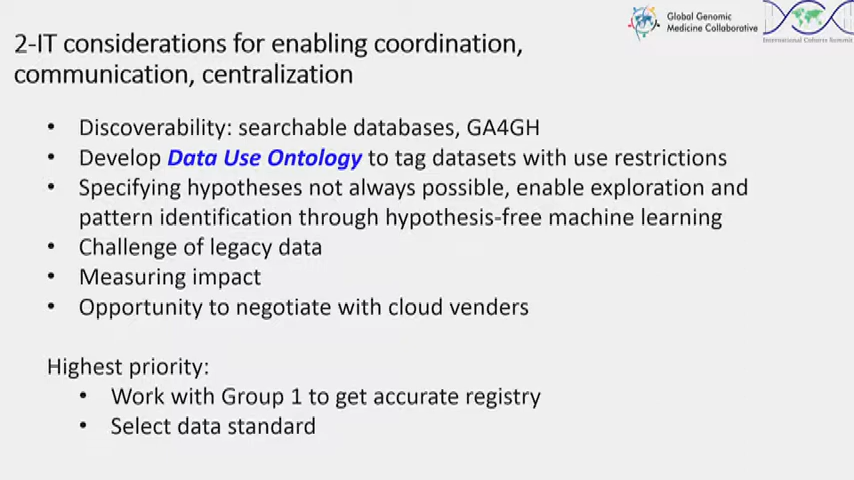 Global Genomic
Medicine Collaborative
International Cohorts Summit
2-IT considerations for enabling coordination,
communication, centralization
• Discoverability: searchable databases, GA4GH
• Develop Data Use Ontology to tag datasets with use restrictions
• Specifying hypotheses not always possible, enable exploration and
pattern identification through hypothesis-free machine learning
• Challenge of legacy data
• Measuring impact
• Opportunity to negotiate with cloud venders
Highest priority:
• Work with Group 1 to get accurate registry
• Select data standard